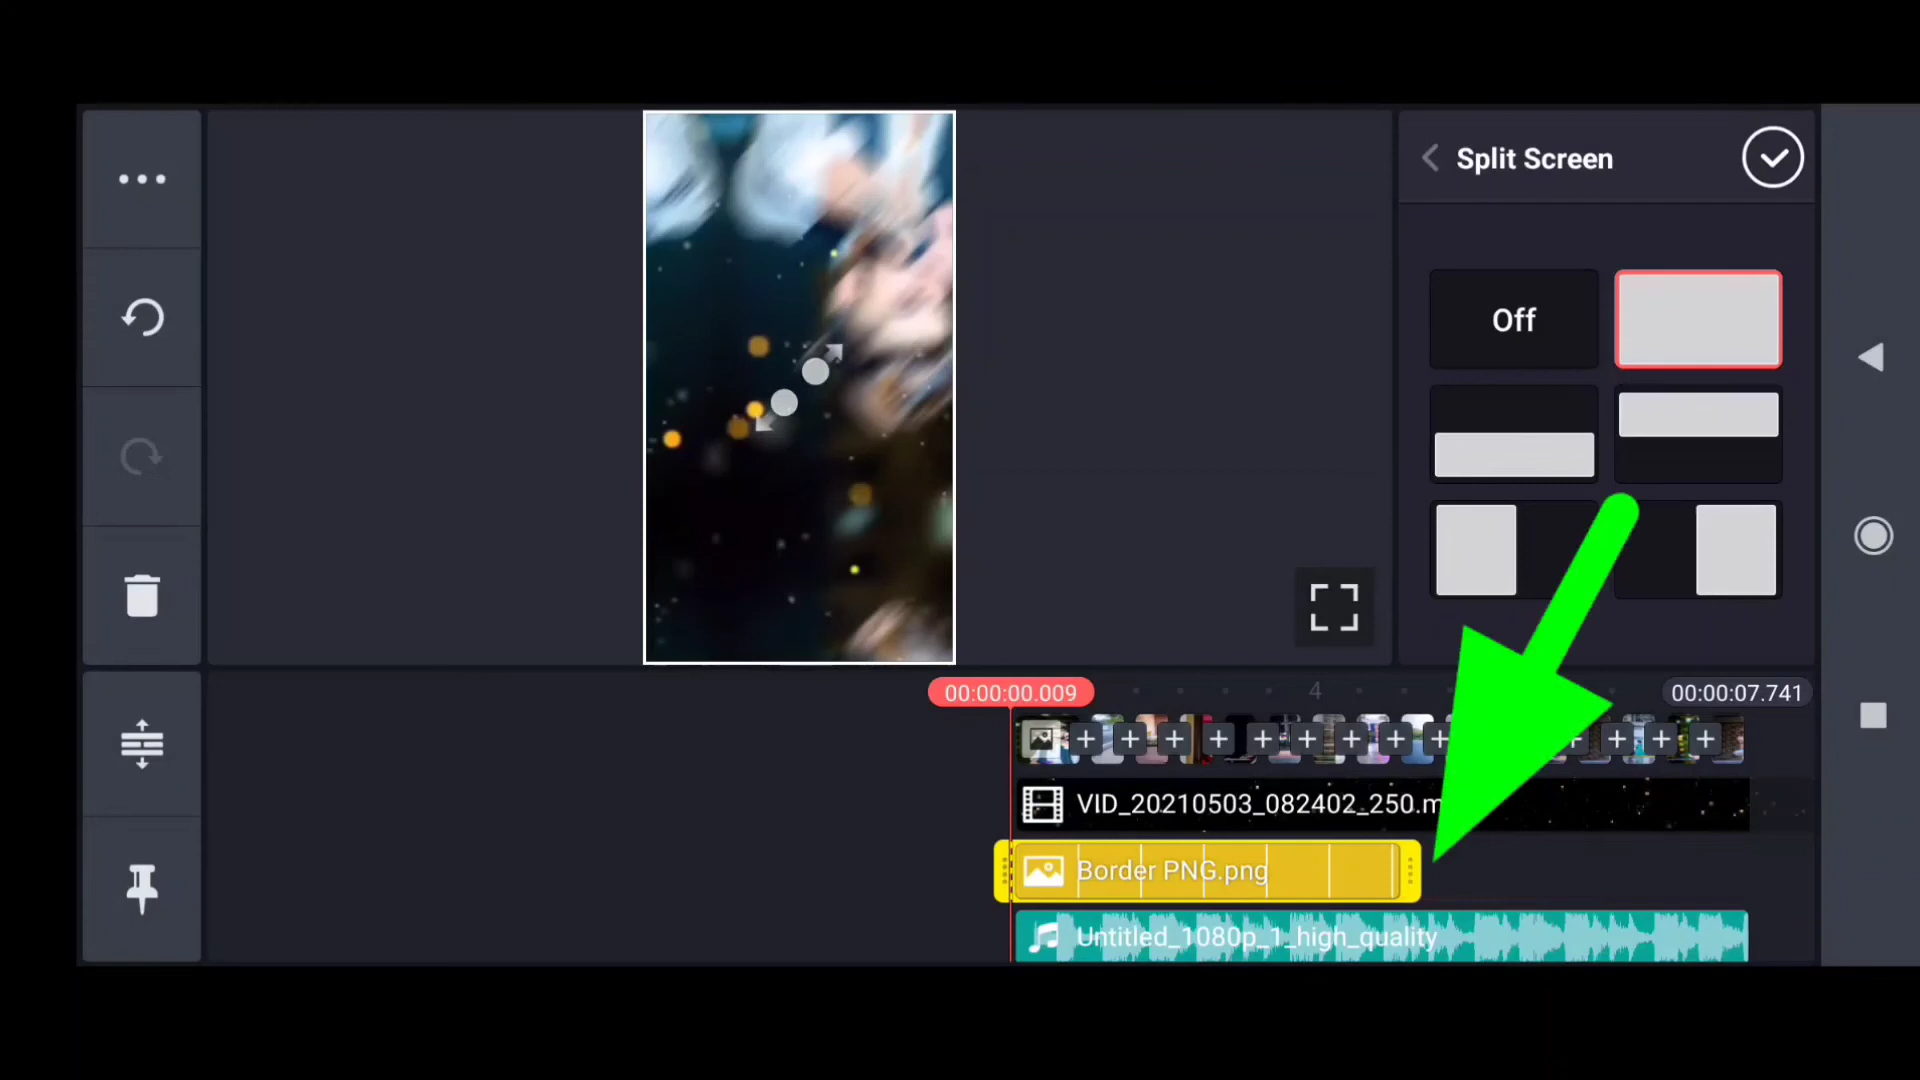 Split Screen
Off
00:00:00.009
4
00:00:07.741
VID_20210503_082402_250.m
Border PNG.png
Untitled_1080p_1_high_quality